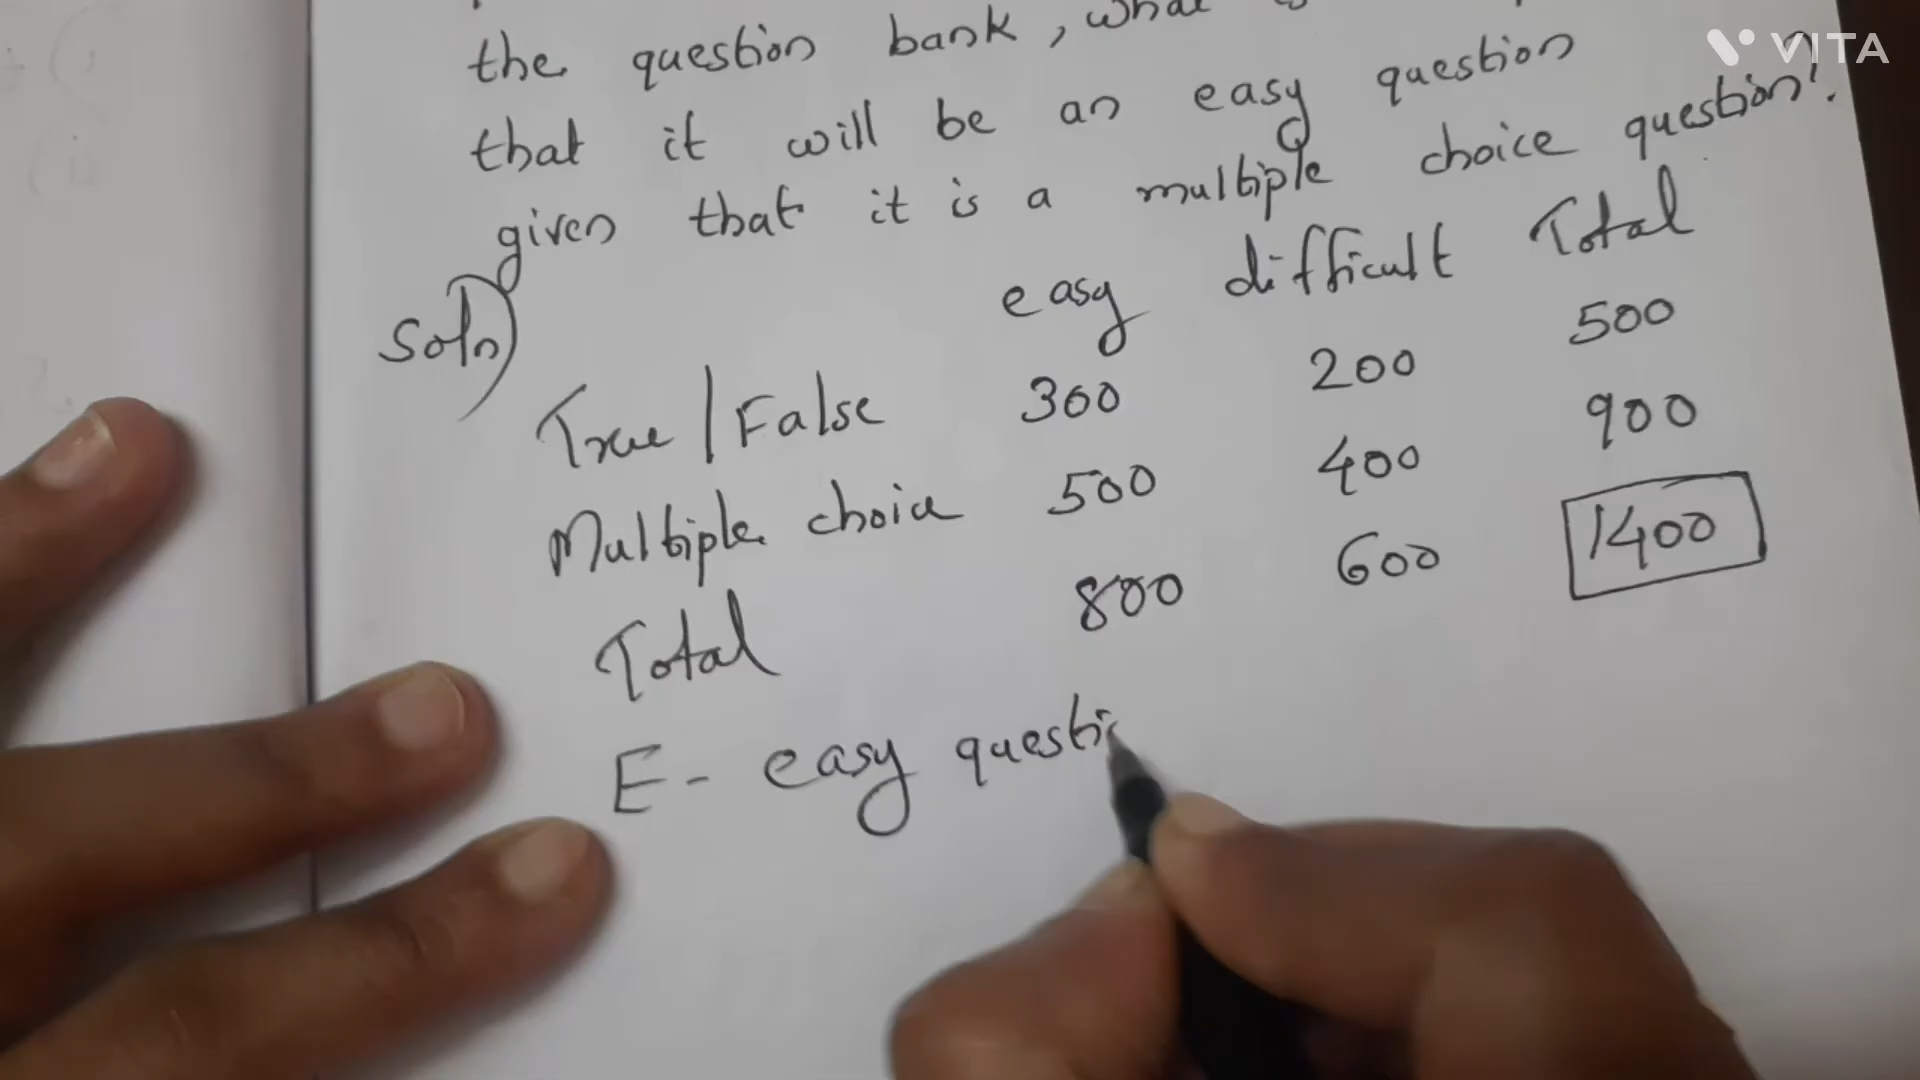 the question bank, what
that it will be an easy question
given that it is a multiple choice question?
Soln)
easy difficult Total
True/False 300 200 500
Multiple choice 500 400 900
Total 800 600 1400
E- easy questi
VITA